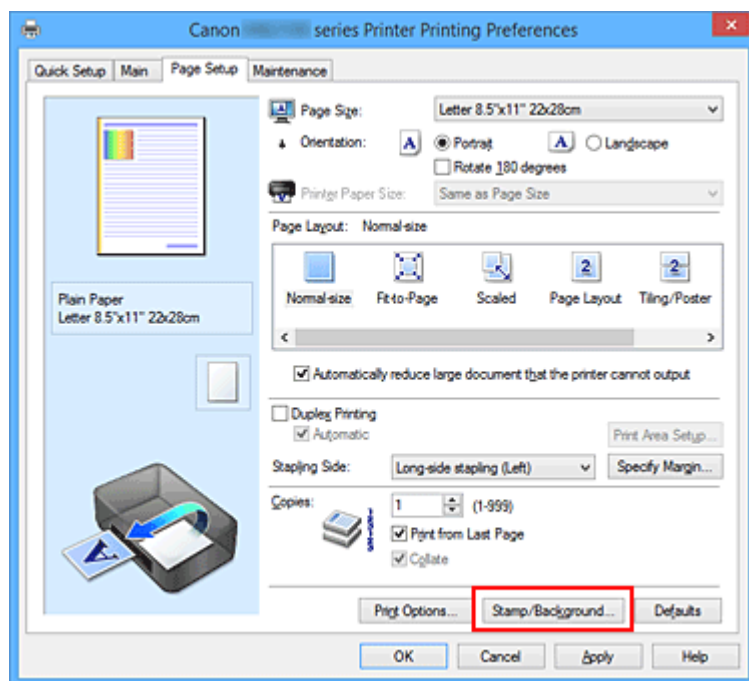 Canon series Printer Printing Preferences
Quick Setup Main Page Setup Maintenance
Page Size: Letter 8.5"x11" 22x28cm
Orientation: A Portrait A Landscape
Rotate 180 degrees
Printer Paper Size: Same as Page Size
Page Layout: Normal-size
2 2
Normal-size Fit-to-Page Scaled Page Layout Tiling/Poster
Plain Paper
Letter 8.5"x11" 22x28cm
Automatically reduce large document that the printer cannot output
Duplex Printing
Automatic
Print Area Setup...
Stapling Side: Long-side stapling (Left) Specify Margin...
Copies: 1 (1-999)
Print from Last Page
Collate
A
Print Options... Stamp/Background... Defaults
OK Cancel Apply Help